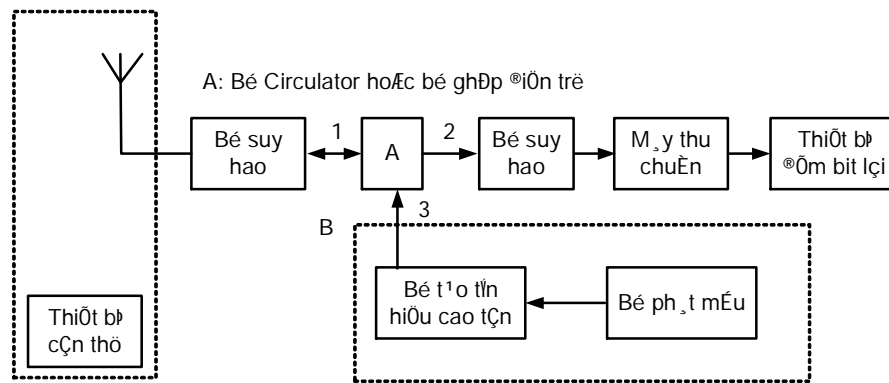 A: Bé Circulator hoÆc bé ghÐp ®iÖn trë
Bé suy
hao
1
A
2
Bé suy
hao
M¸y thu
chuÈn
ThiÕt bÞ
®Õm bit lçi
3
B
Bé t¹o tÝn
hiÖu cao tÇn
Bé ph¸t mÉu
ThiÕt bÞ
cÇn thö